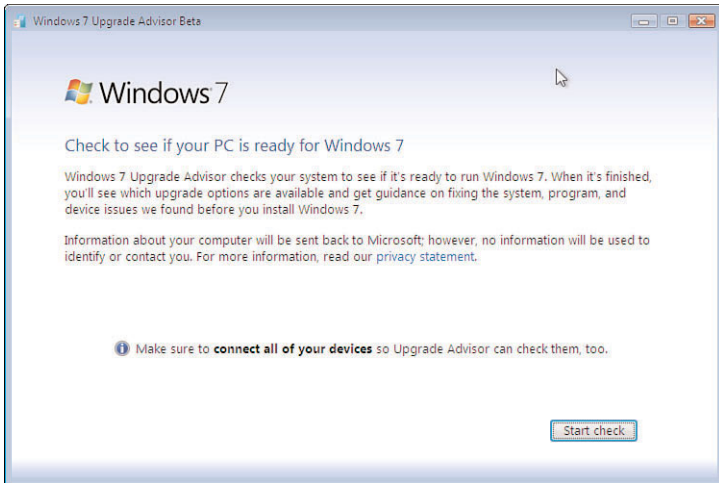 Windows 7 Upgrade Advisor Beta
Windows 7
Check to see if your PC is ready for Windows 7
Windows 7 Upgrade Advisor checks your system to see if it's ready to run Windows 7. When it's finished,
you'll see which upgrade options are available and get guidance on fixing the system, program, and
device issues we found before you install Windows 7.
Information about your computer will be sent back to Microsoft; however, no information will be used to
identify or contact you. For more information, read our privacy statement.
Make sure to connect all of your devices so Upgrade Advisor can check them, too.
Start check